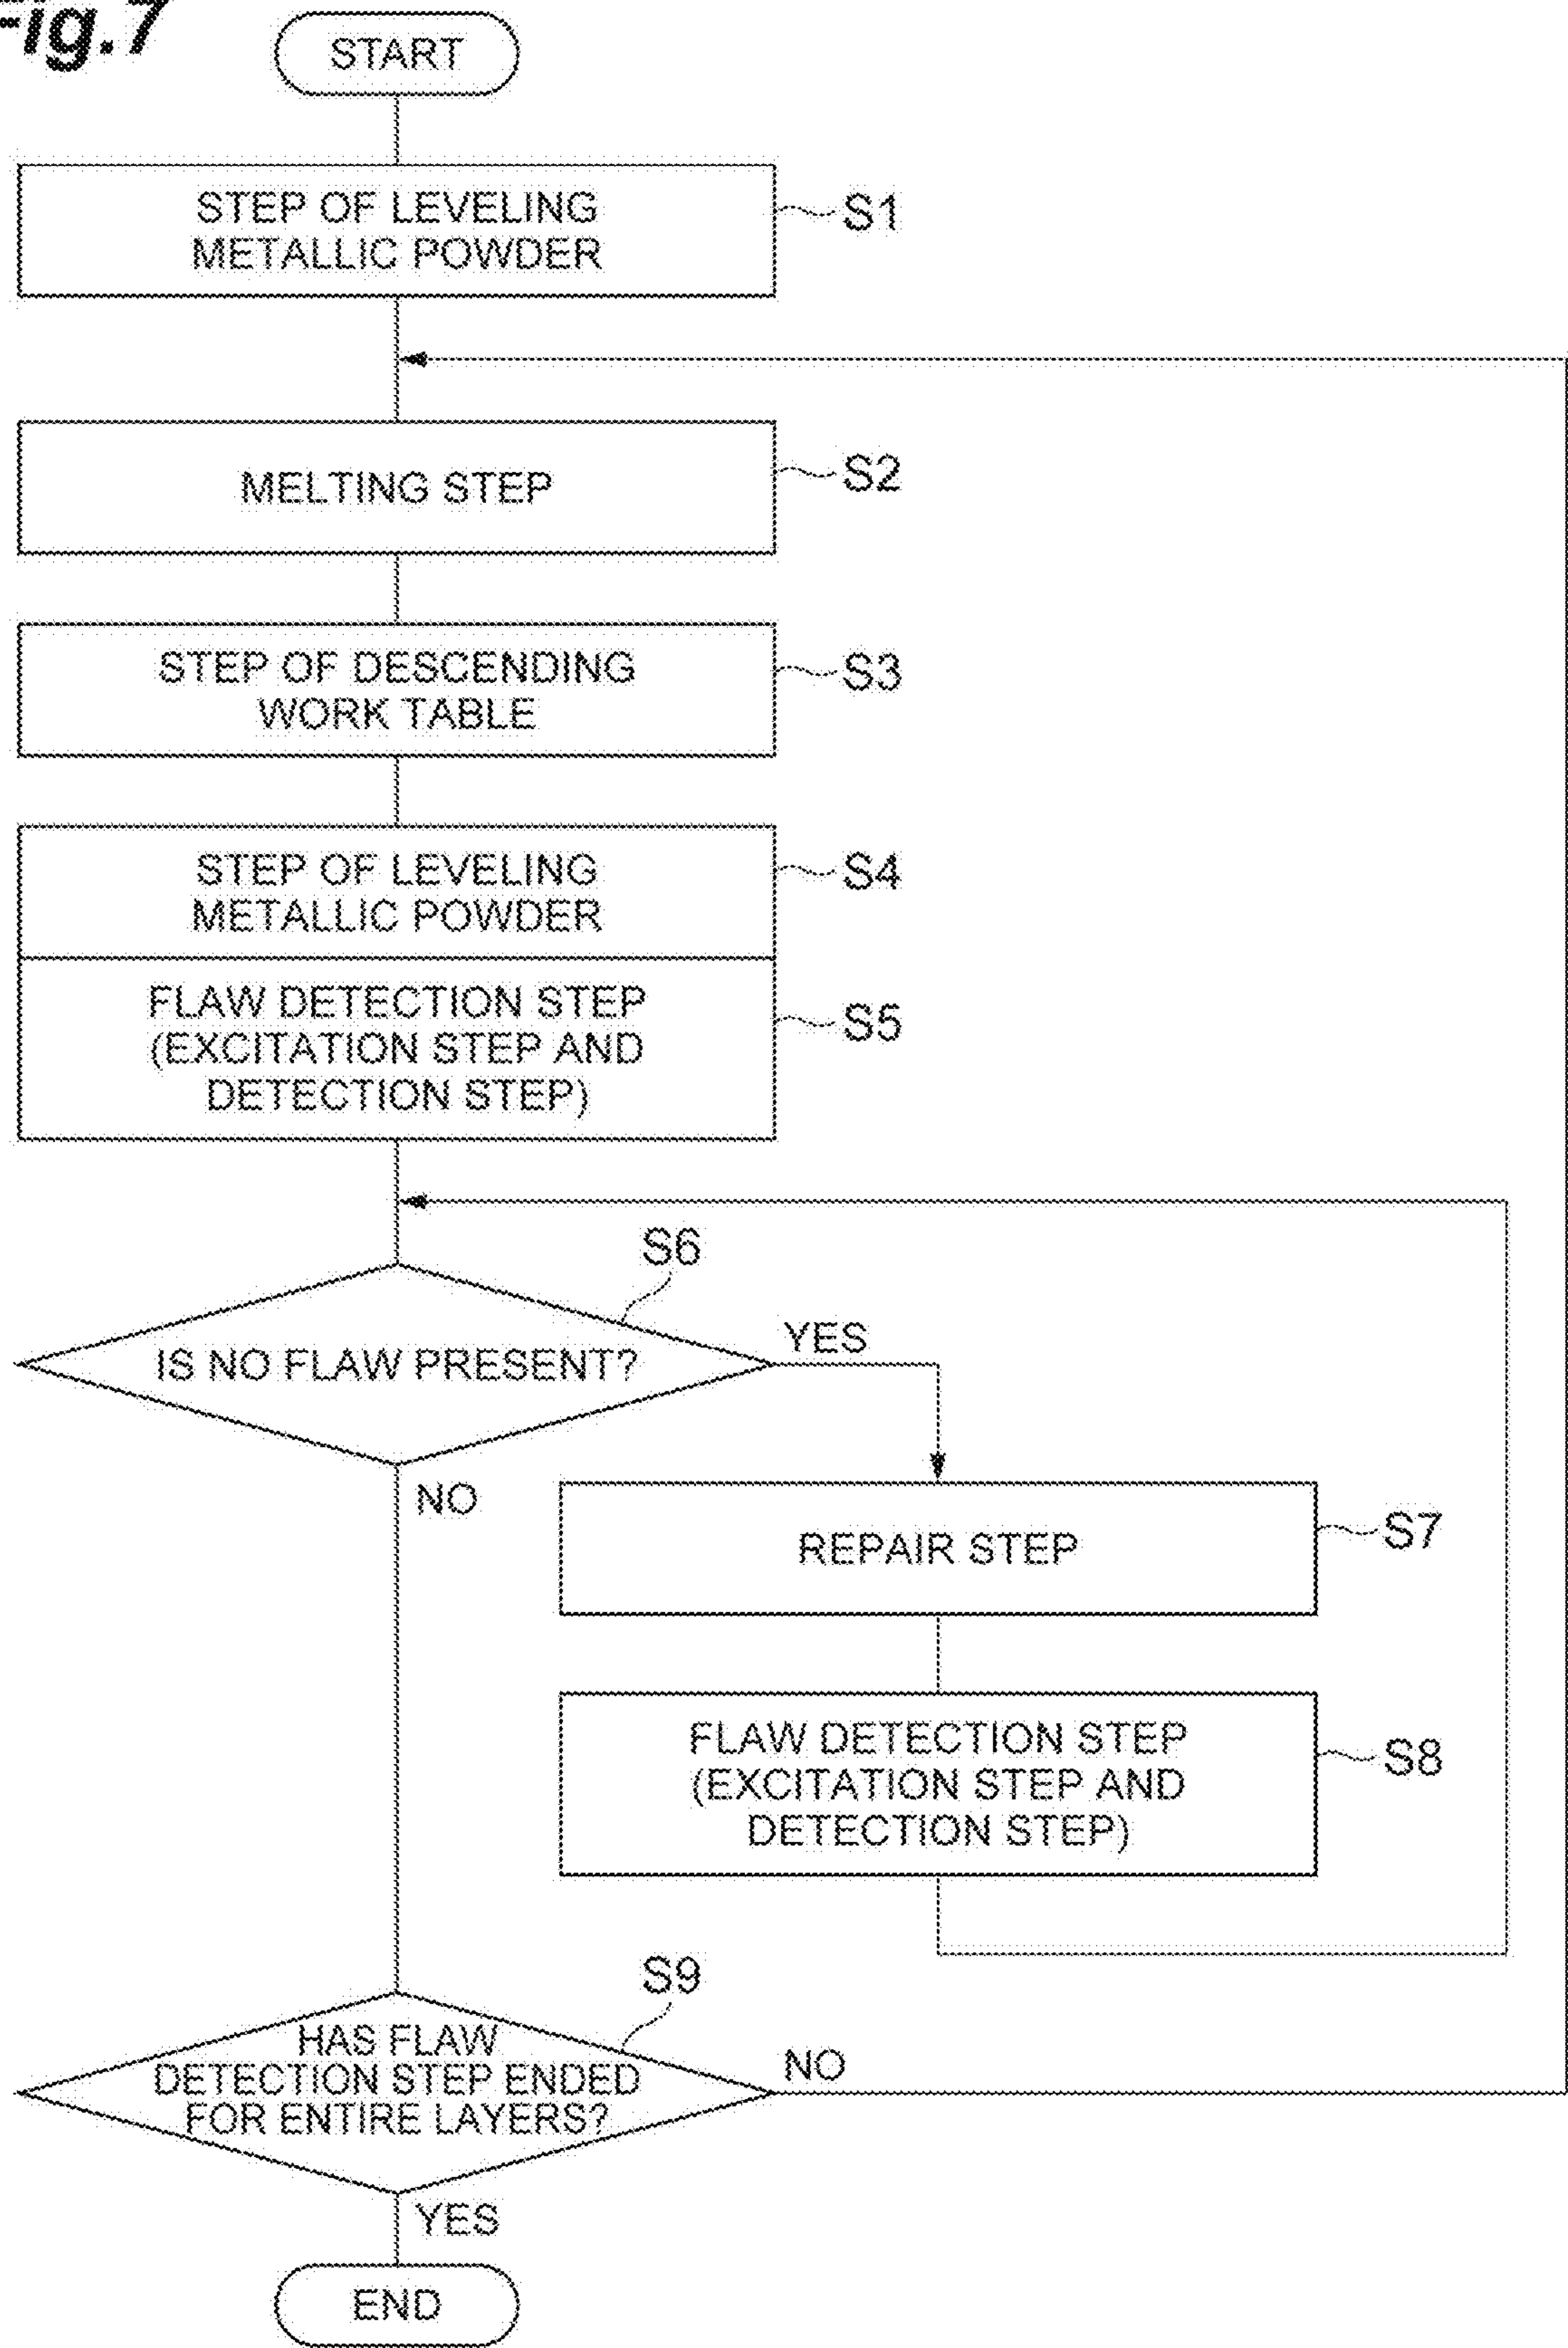 Fig.7
START
STEP OF LEVELING
METALLIC POWDER
S1
MELTING STEP
S2
STEP OF DESCENDING
WORK TABLE
S3
STEP OF LEVELING
METALLIC POWDER
S4
FLAW DETECTION STEP
(EXCITATION STEP AND
DETECTION STEP)
S5
S6
IS NO FLAW PRESENT?
YES
NO
REPAIR STEP
S7
FLAW DETECTION STEP
(EXCITATION STEP AND
DETECTION STEP)
S8
S9
HAS FLAW
DETECTION STEP ENDED
FOR ENTIRE LAYERS?
NO
YES
END